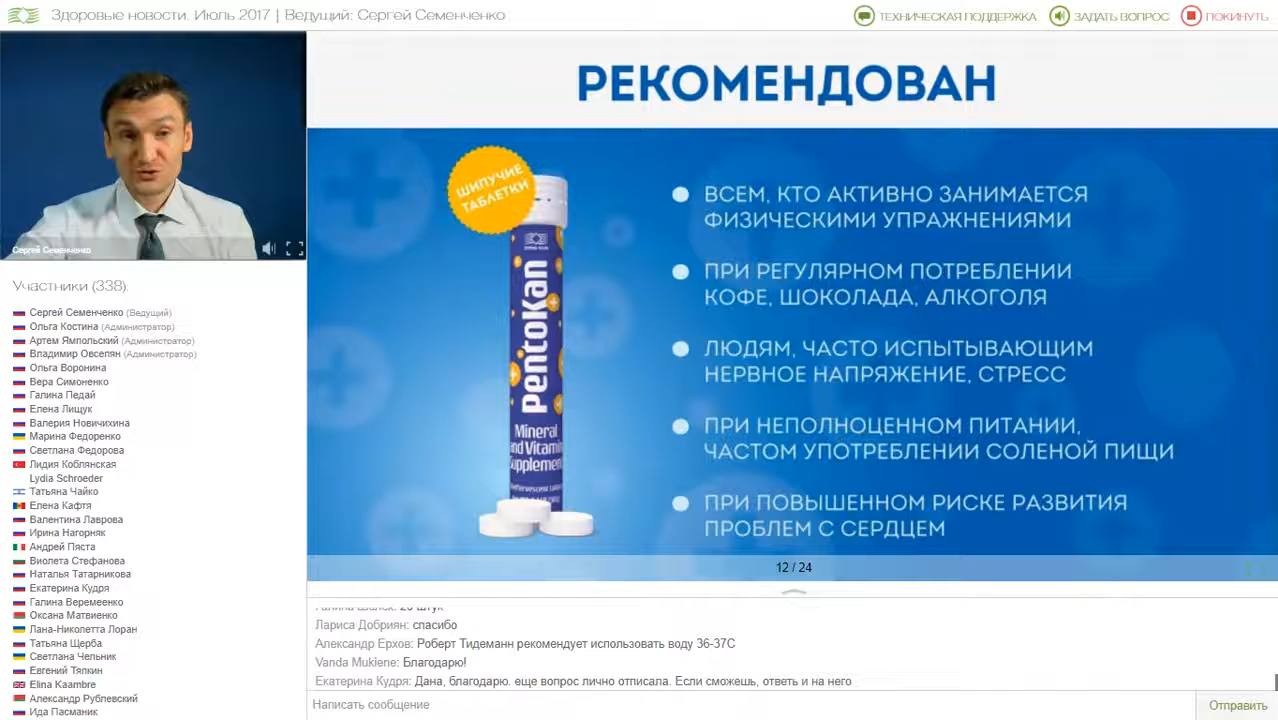 Здоровые новости. Июль 2017 | Ведущий: Сергей Семенченко
ТЕХНИЧЕСКАЯ ПОДДЕРЖКА
ЗАДАТЬ ВОПРОС
ПОКИНУТЬ
Сергей Семенченко
Участники (338)
Сергей Семенченко (Ведущий)
Ольга Костина (Администратор)
Артем Ямпольский (Администратор)
Владимир Овсепян (Администратор)
Ольга Воронина
Вера Симоненко
Галина Педай
Елена Лищук
Валерия Новичихина
Марина Федоренко
Светлана Федорова
Лидия Коблянская
Lydia Schroeder
Татьяна Чайко
Елена Кафтя
Валентина Лаврова
Ирина Нагорняк
Андрей Пяста
Виолета Стефанова
Наталья Татарникова
Екатерина Кудря
Галина Веремеенко
Оксана Матвиенко
Лана-Николетта Лоран
Татьяна Щерба
Светлана Чельник
Евгений Тяпкин
Elina Kaambre
Александр Рублевский
Ида Пасманик
РЕКОМЕНДОВАН
ШИПУЧИЕ
ТАБЛЕТКИ
PentoKan
Mineral
and Vitamin
Supplement
ВСЕМ, КТО АКТИВНО ЗАНИМАЕТСЯ
ФИЗИЧЕСКИМИ УПРАЖНЕНИЯМИ
ПРИ РЕГУЛЯРНОМ ПОТРЕБЛЕНИИ
КОФЕ, ШОКОЛАДА, АЛКОГОЛЯ
ЛЮДЯМ, ЧАСТО ИСПЫТЫВАЮЩИМ
НЕРВНОЕ НАПРЯЖЕНИЕ, СТРЕСС
ПРИ НЕПОЛНОЦЕННОМ ПИТАНИИ,
ЧАСТОМ УПОТРЕБЛЕНИИ СОЛЕНОЙ ПИЩИ
ПРИ ПОВЫШЕННОМ РИСКЕ РАЗВИТИЯ
ПРОБЛЕМ С СЕРДЦЕМ
12 / 24
Лариса Добриян: спасибо
Александр Ерхов: Роберт Тидеманн рекомендует использовать воду 36-37С
Vanda Mukiene: Благодарю!
Екатерина Кудря: Дана, благодарю. еще вопрос лично отписала. Если сможешь, ответь и на него
Написать сообщение
Отправить